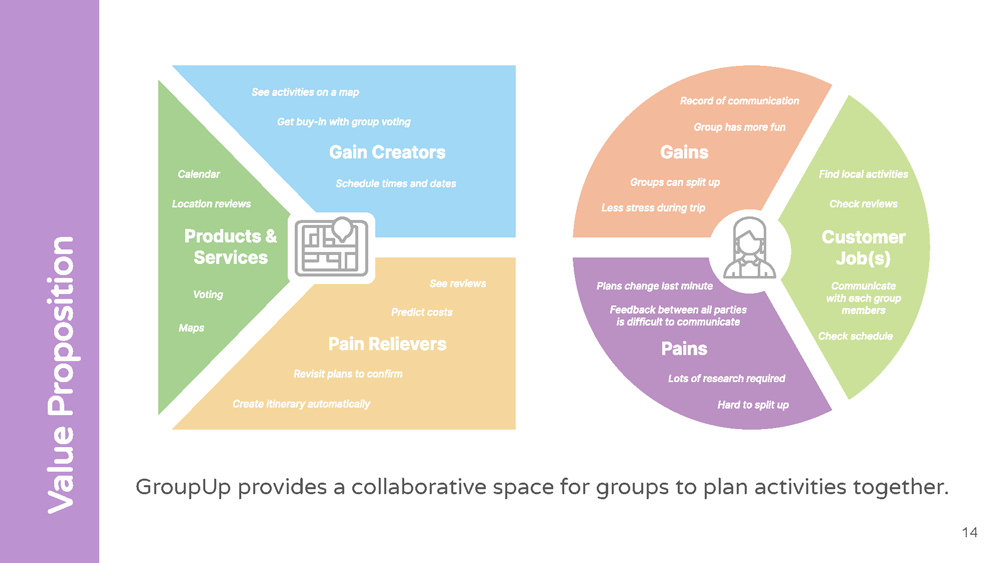 Value Proposition
See activities on a map
Get buy-in with group voting
Gain Creators
Schedule times and dates
Calendar
Location reviews
Products &
Services
Voting
Maps
See reviews
Predict costs
Pain Relievers
Revisit plans to confirm
Create itinerary automatically
Record of communication
Group has more fun
Gains
Groups can split up
Less stress during trip
Find local activities
Check reviews
Customer
Job(s)
Communicate
with each group
members
Check schedule
Plans change last minute
Feedback between all parties
is difficult to communicate
Pains
Lots of research required
Hard to split up
GroupUp provides a collaborative space for groups to plan activities together.
14